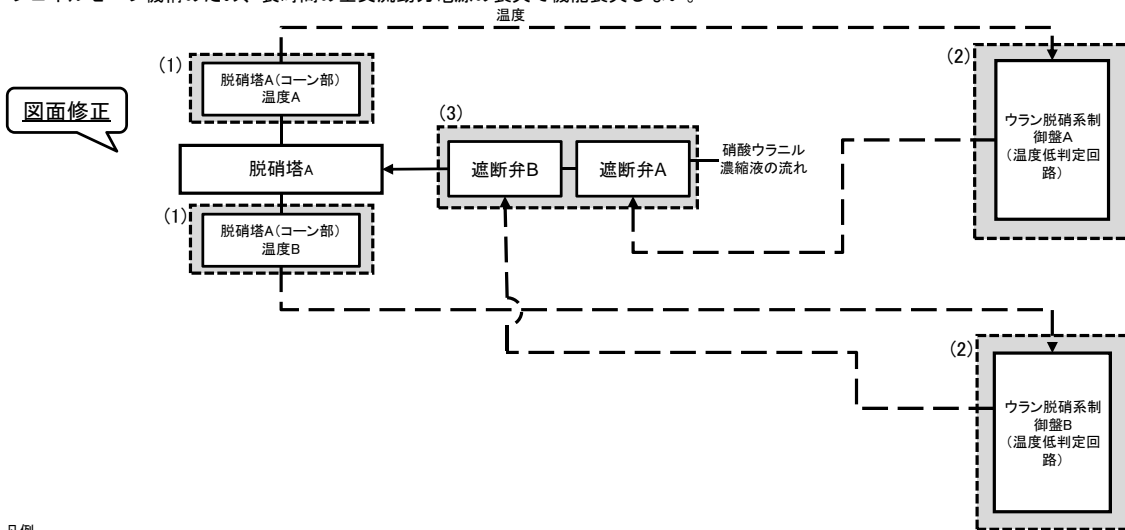 温度
(1)
脱硝塔A(コーン部)
温度A
(2)
ウラン脱硝系制
御盤A
(温度低判定回
路)
図面修正
(3)
遮断弁B
遮断弁A
硝酸ウラニル
濃縮液の流れ
脱硝塔A
(1)
脱硝塔A(コーン部)
温度B
(2)
ウラン脱硝系制
御盤B
(温度低判定回
路)